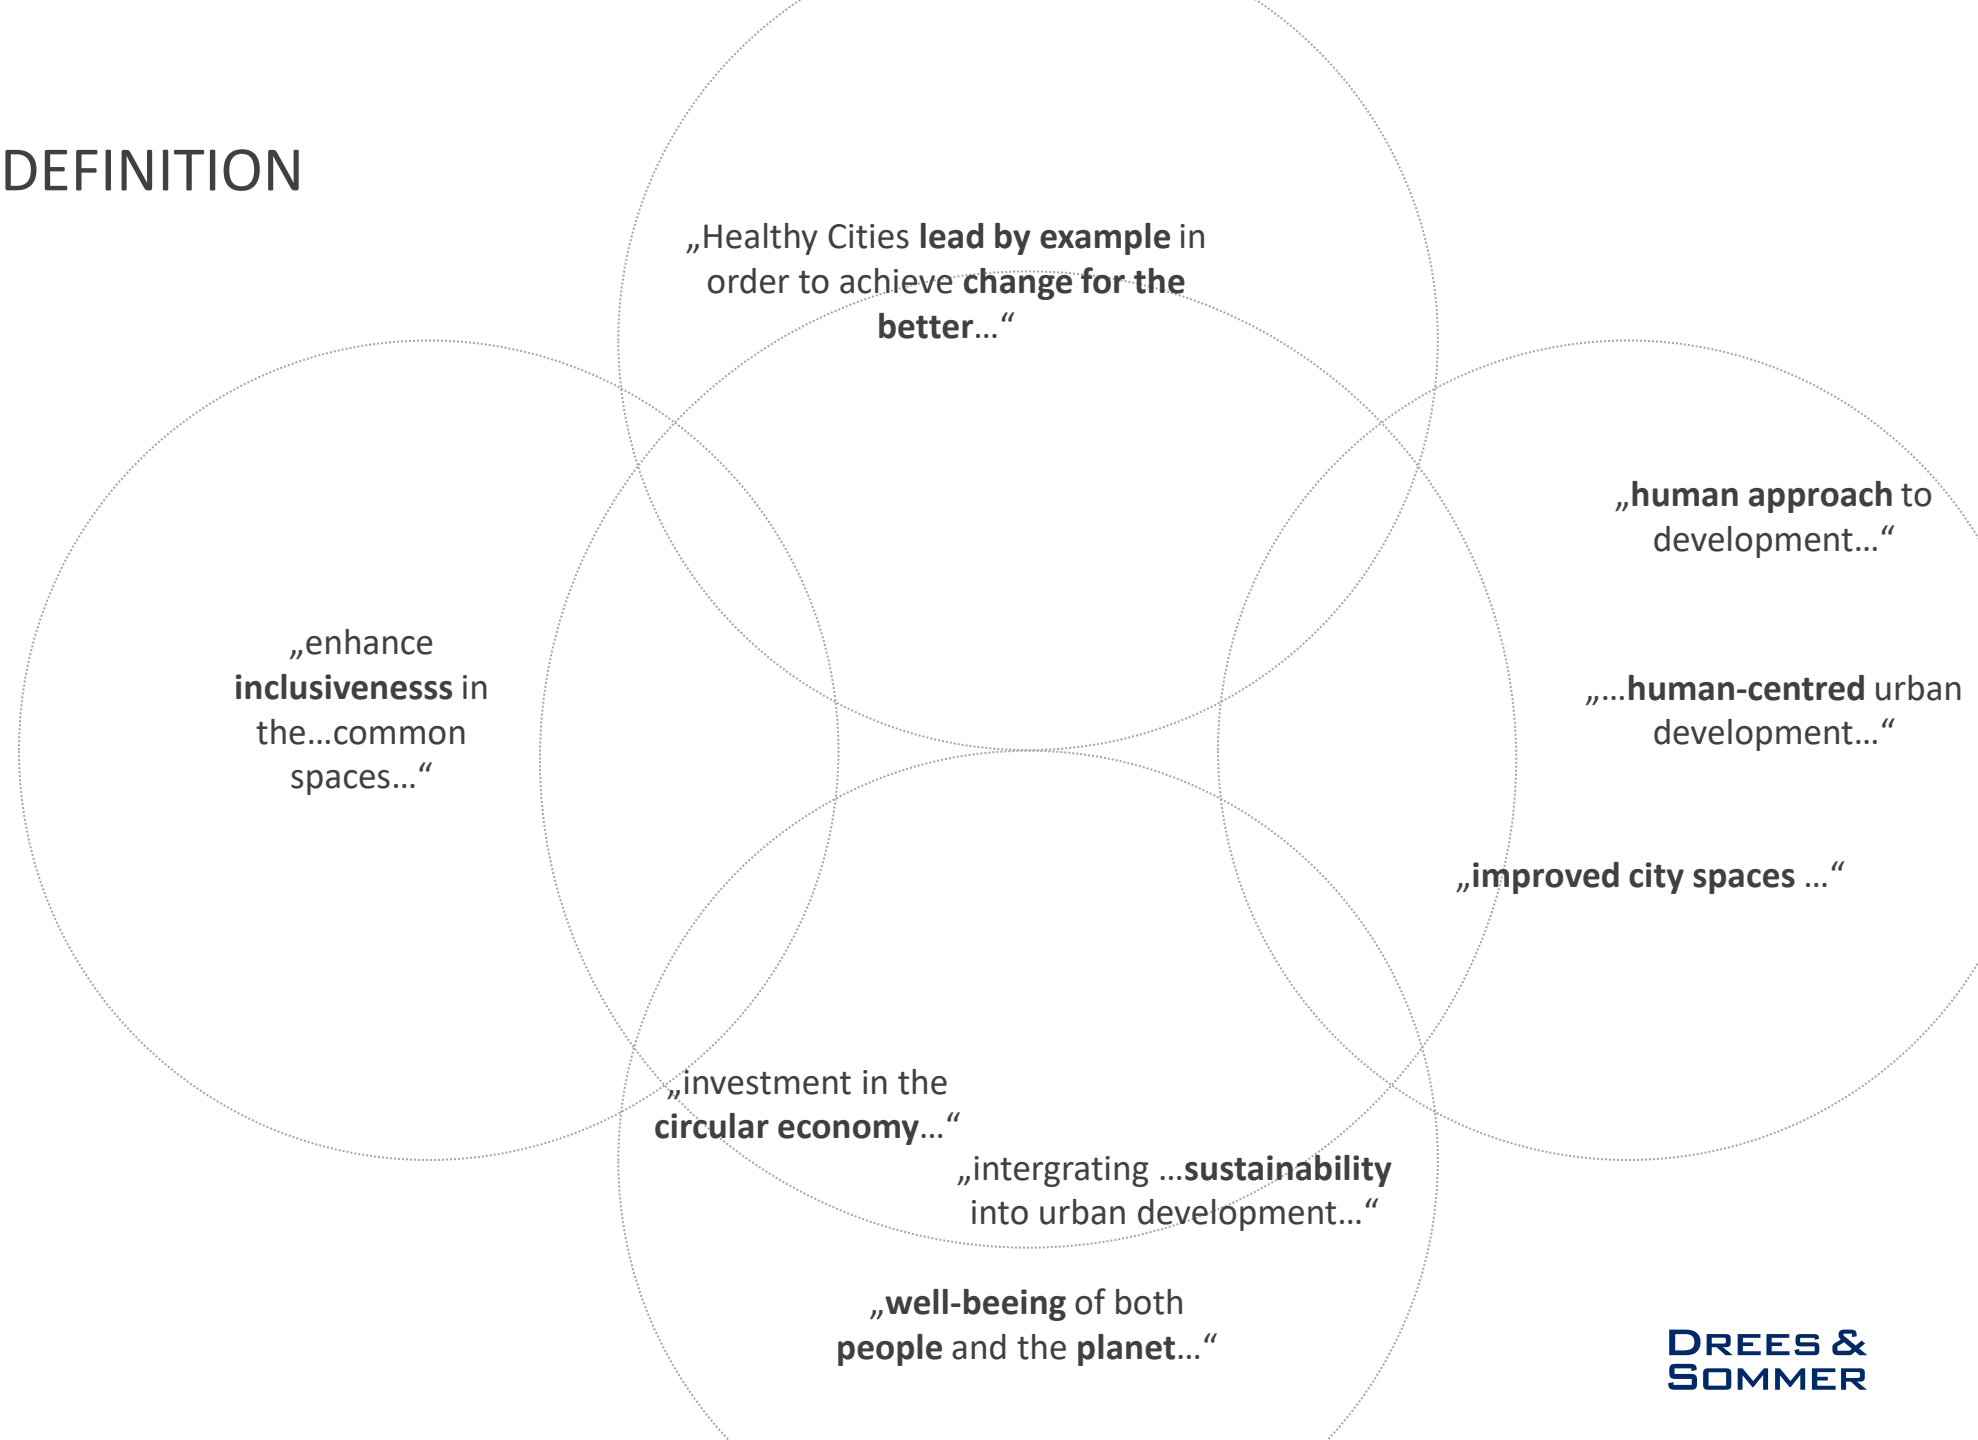 DEFINITION
„Healthy Cities lead by example in
order to achieve change for the
better…“
„human approach to
development…“
„enhance
inclusivenesss in
the…common
spaces…“
„…human-centred urban
development…“
„improved city spaces …“
„investment in the
circular economy…“
„intergrating …sustainability
into urban development…“
„well-beeing of both
people and the planet…“
DREES &
SOMMER